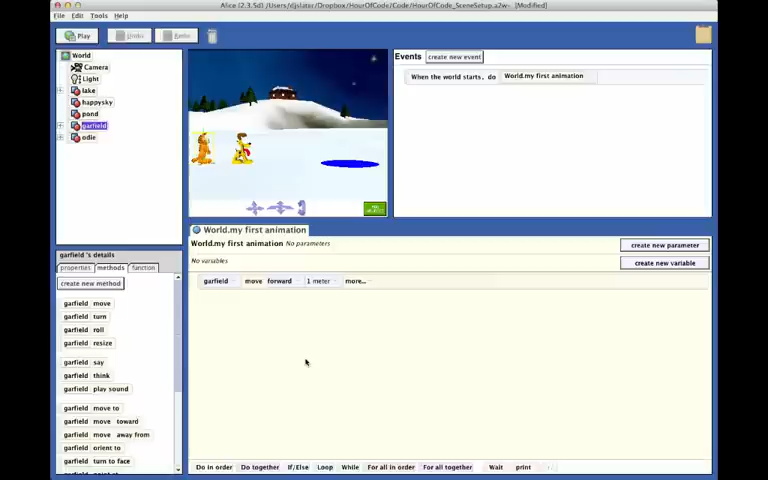 Alice (2.3.5d) /Users/djslater/Dropbox/HourOfCode/Code/HourOfCode_SceneSetup.a2w- [Modified]
File Edit Tools Help
Play Undo Redo
World
Camera
Light
lake
happysky
pond
garfield
odie
Events create new event
When the world starts, do World.my first animation
garfield 's details
properties methods function
create new method
garfield move
garfield turn
garfield roll
garfield resize
garfield say
garfield think
garfield play sound
garfield move to
garfield move toward
garfield move away from
garfield orient to
garfield turn to face
World.my first animation
World.my first animation No parameters
create new parameter
No variables
create new variable
garfield move forward 1 meter more...
Do in order Do together If/Else Loop While For all in order For all together Wait print //